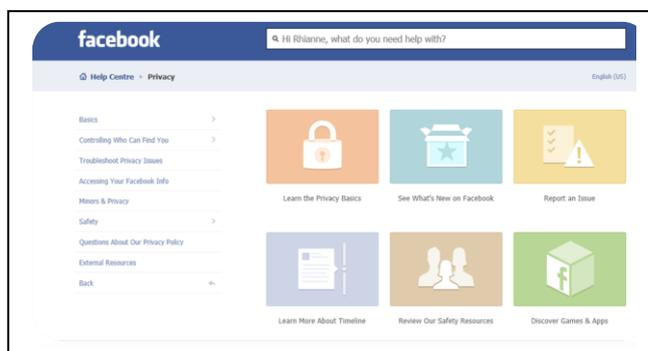 facebook
Hi Rhianne, what do you need help with?
Help Centre
Privacy
English (US)
Basics
Controlling Who Can Find You
Troubleshoot Privacy Issues
Accessing Your Facebook Info
Minors & Privacy
Safety
Questions About Our Privacy Policy
External Resources
Back
Learn the Privacy Basics
See What's New on Facebook
Report an Issue
f
Learn More About Timeline
Review Our Safety Resources
Discover Games & Apps